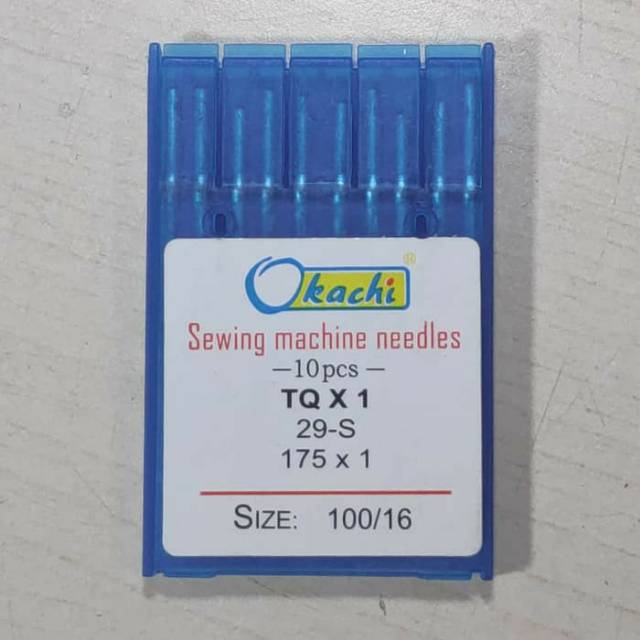 Okachi®
Sewing machine needles
—10pcs—
TQ X 1
29-S
175 x 1
SIZE: 100/16